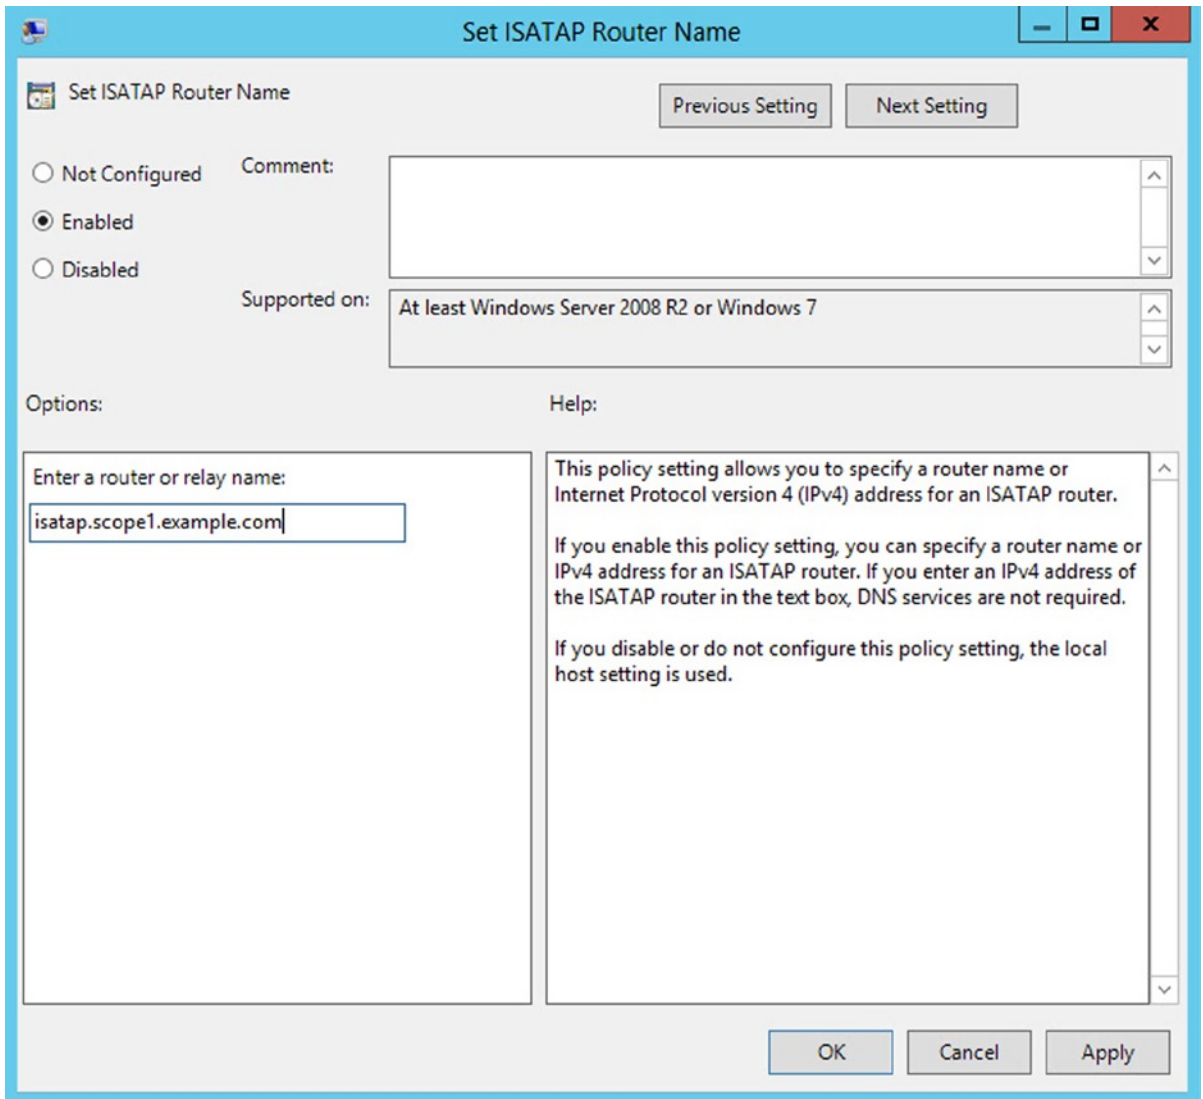 Set ISATAP Router Name
Set ISATAP Router Name
Previous Setting
Next Setting
Not Configured
Enabled
Disabled
Comment:
Supported on:
At least Windows Server 2008 R2 or Windows 7
Options:
Help:
Enter a router or relay name:
isatap.scope1.example.com
This policy setting allows you to specify a router name or
Internet Protocol version 4 (IPv4) address for an ISATAP router.
If you enable this policy setting, you can specify a router name or
IPv4 address for an ISATAP router. If you enter an IPv4 address of
the ISATAP router in the text box, DNS services are not required.
If you disable or do not configure this policy setting, the local
host setting is used.
OK
Cancel
Apply